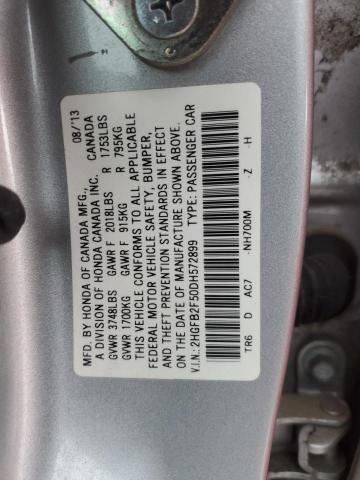 MFD. BY HONDA OF CANADA MFG., 08/'13
A DIVISION OF HONDA CANADA INC. CANADA
GVWR 3748LBS GAWR F 2018LBS R 1753LBS
GVWR 1700KG GAWR F 915KG R 795KG
THIS VEHICLE CONFORMS TO ALL APPLICABLE
FEDERAL MOTOR VEHICLE SAFETY, BUMPER,
AND THEFT PREVENTION STANDARDS IN EFFECT
ON THE DATE OF MANUFACTURE SHOWN ABOVE.
V.I.N.: 2HGFB2F50DH572899 TYPE: PASSENGER CAR
TR6 D AC7 -NH700M -Z -H